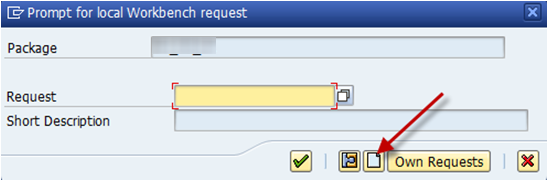 Prompt for local Workbench request
Package
Request
Short Description
Own Requests